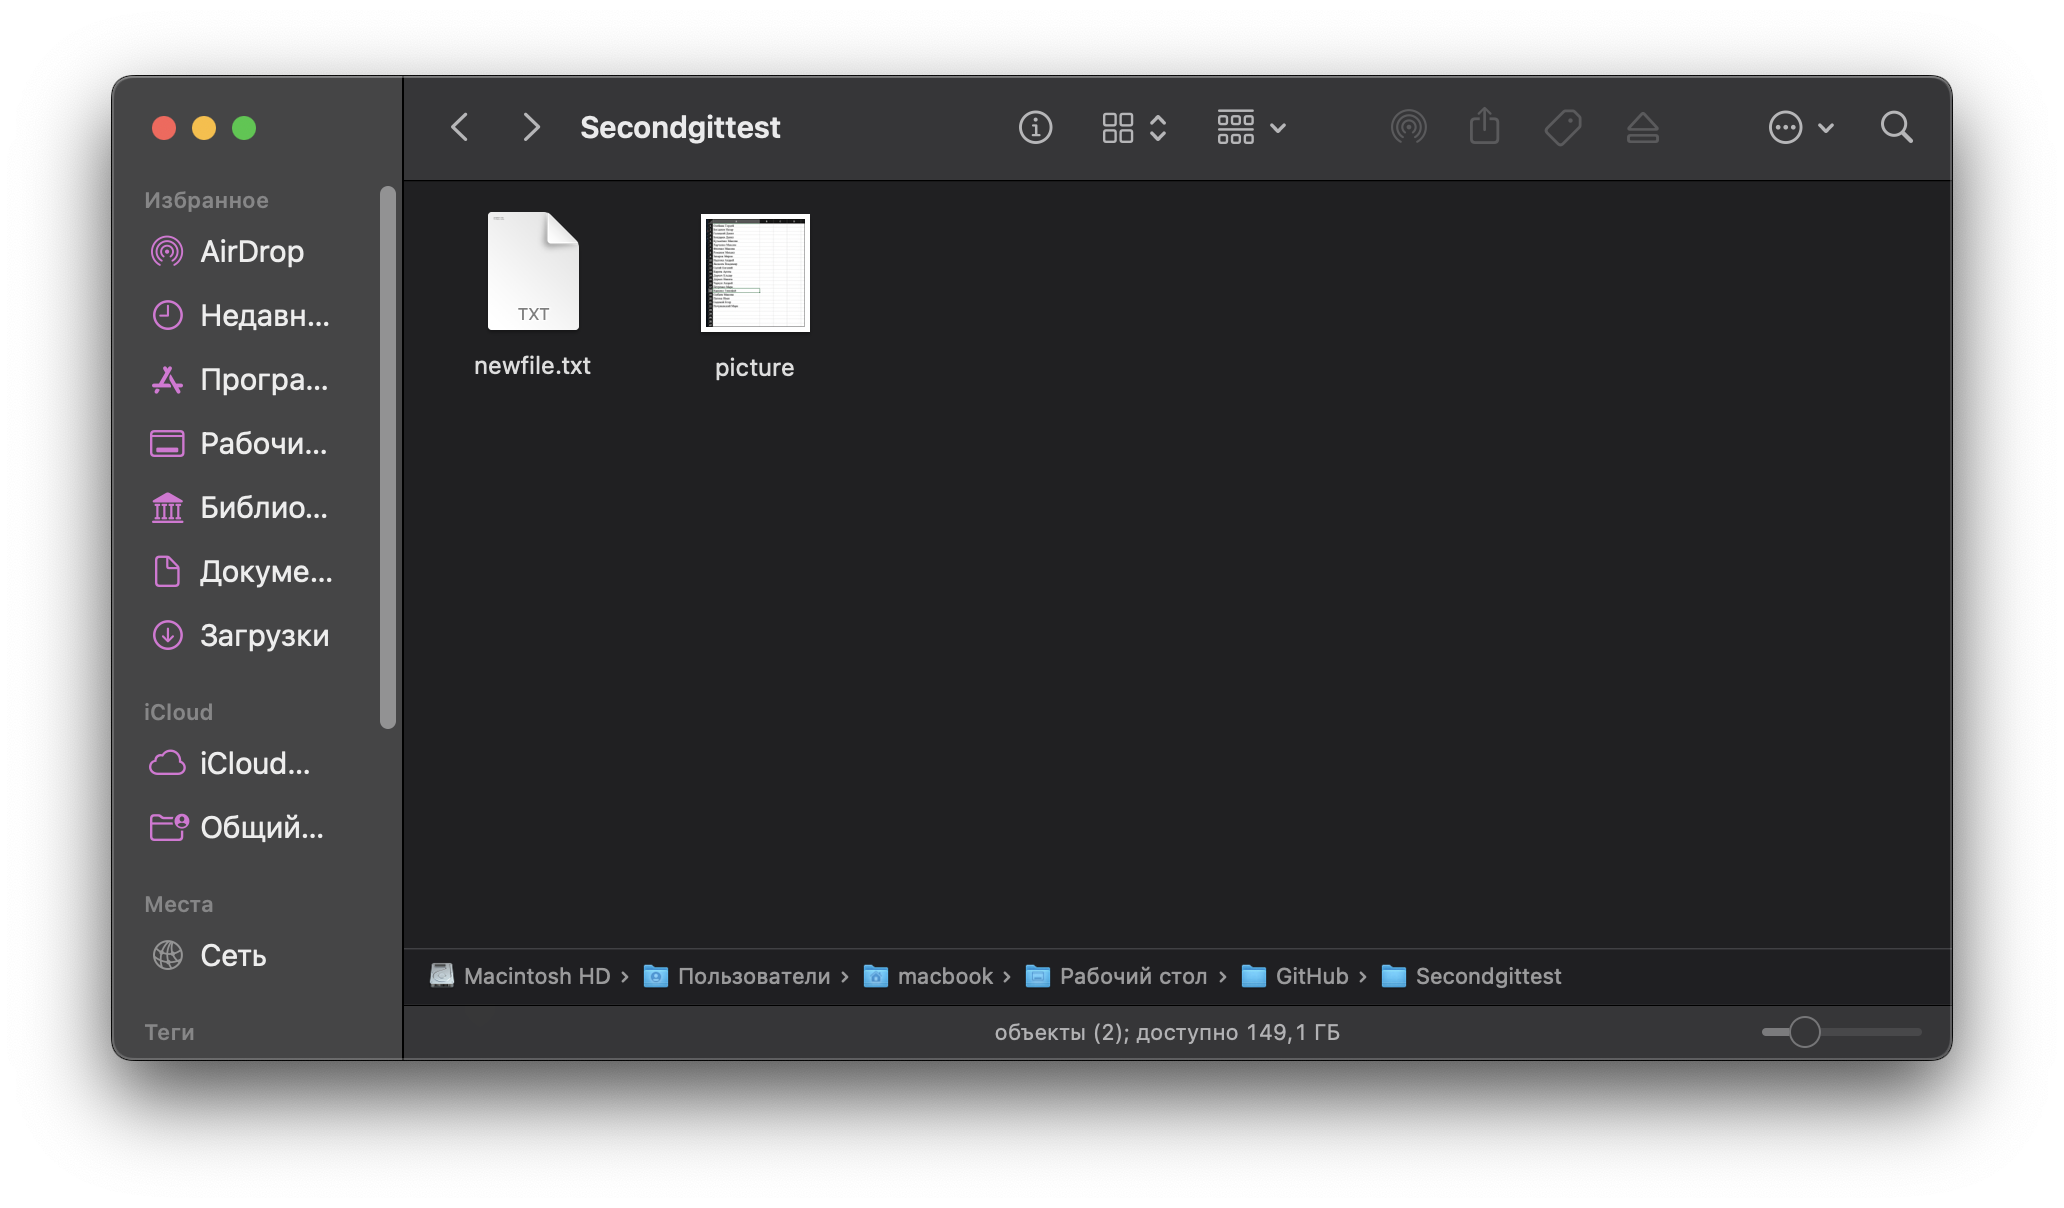 Secondgittest
Избранное
AirDrop
Недавн...
Програ...
Рабочи...
Библио...
Докуме...
Загрузки
iCloud
iCloud...
Общий...
Места
Сеть
Теги
TXT
newfile.txt
picture
Macintosh HD › Пользователи › macbook › Рабочий стол › GitHub › Secondgittest
объекты (2); доступно 149,1 ГБ